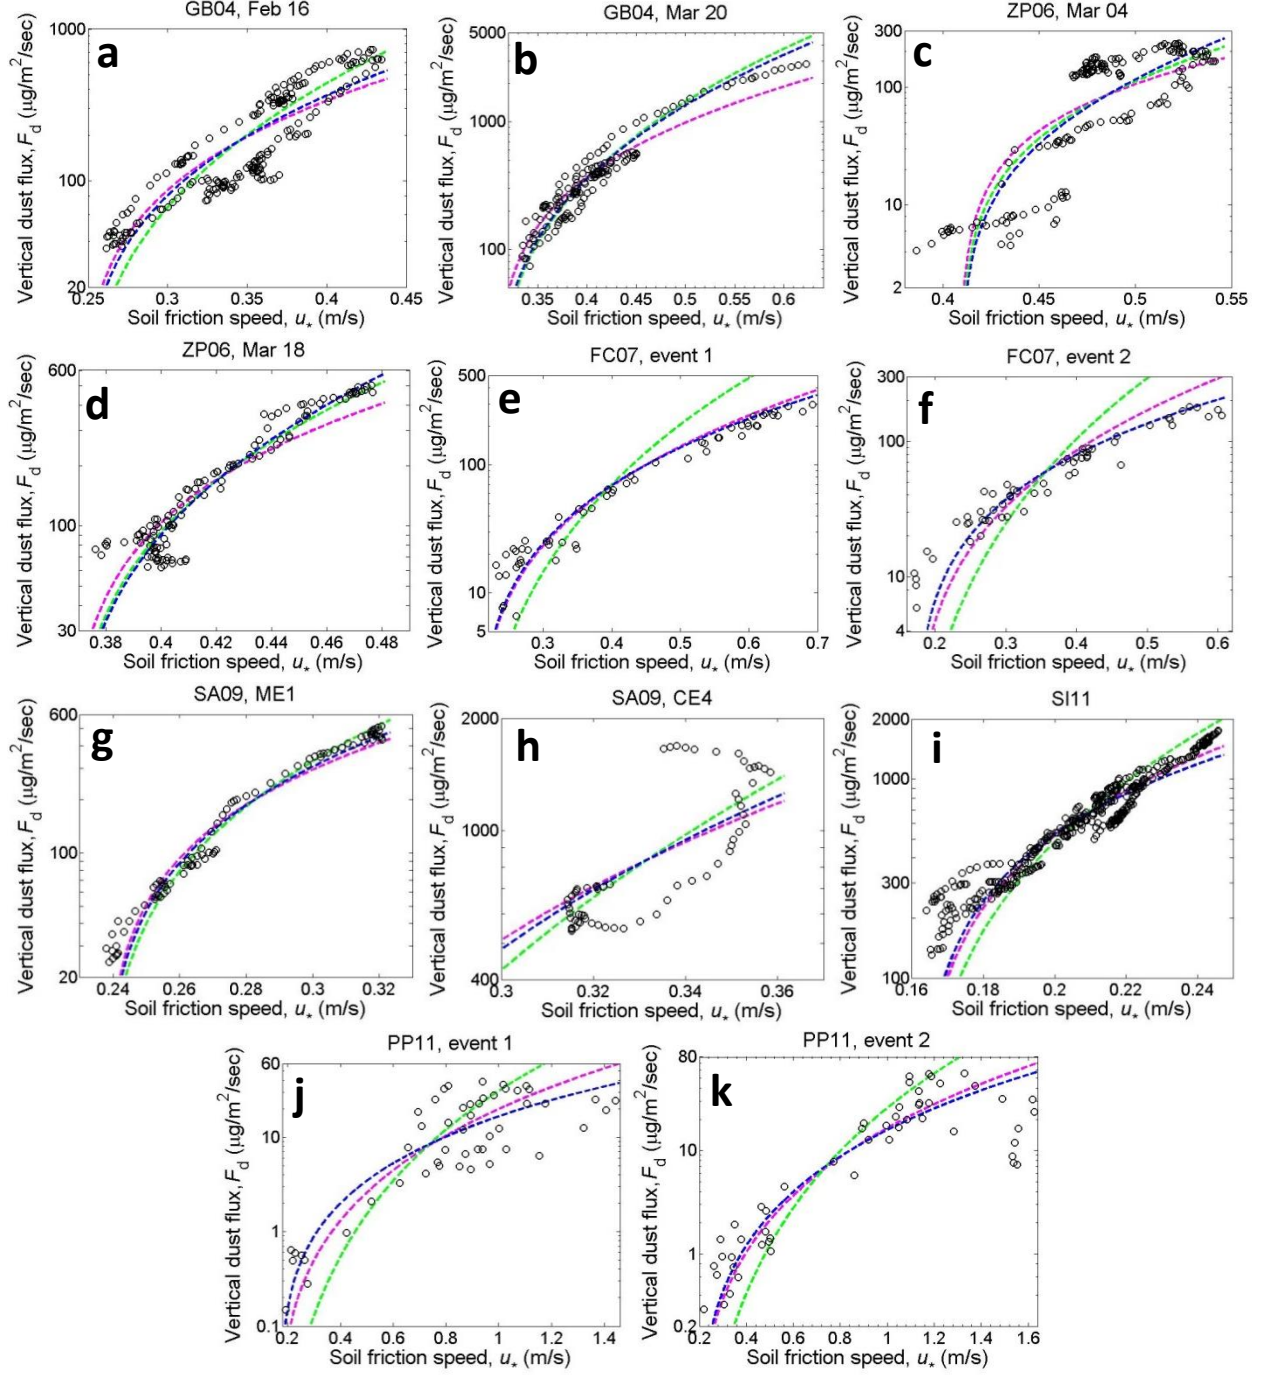 GB04, Feb 16
a
Vertical dust flux, F_d (μg/m²/sec)
1000
100
20
0.25 0.3 0.35 0.4 0.45
Soil friction speed, u⋆ (m/s)
GB04, Mar 20
b
Vertical dust flux, F_d (μg/m²/sec)
5000
1000
100
0.35 0.4 0.45 0.5 0.55 0.6
Soil friction speed, u⋆ (m/s)
ZP06, Mar 04
c
Vertical dust flux, F_d (μg/m²/sec)
300
100
10
2
0.4 0.45 0.5 0.55
Soil friction speed, u⋆ (m/s)
ZP06, Mar 18
d
Vertical dust flux, F_d (μg/m²/sec)
600
100
30
0.38 0.4 0.42 0.44 0.46 0.48
Soil friction speed, u⋆ (m/s)
FC07, event 1
e
Vertical dust flux, F_d (μg/m²/sec)
500
100
10
5
0.3 0.4 0.5 0.6 0.7
Soil friction speed, u⋆ (m/s)
FC07, event 2
f
Vertical dust flux, F_d (μg/m²/sec)
300
100
10
4
0.2 0.3 0.4 0.5 0.6
Soil friction speed, u⋆ (m/s)
SA09, ME1
g
Vertical dust flux, F_d (μg/m²/sec)
600
100
20
0.24 0.26 0.28 0.3 0.32
Soil friction speed, u⋆ (m/s)
SA09, CE4
h
Vertical dust flux, F_d (μg/m²/sec)
2000
1000
400
0.3 0.32 0.34 0.36
Soil friction speed, u⋆ (m/s)
SI11
i
Vertical dust flux, F_d (μg/m²/sec)
2000
1000
300
100
0.16 0.18 0.2 0.22 0.24
Soil friction speed, u⋆ (m/s)
PP11, event 1
j
Vertical dust flux, F_d (μg/m²/sec)
60
10
1
0.1
0.2 0.4 0.6 0.8 1 1.2 1.4
Soil friction speed, u⋆ (m/s)
PP11, event 2
k
Vertical dust flux, F_d (μg/m²/sec)
80
10
1
0.2
0.2 0.4 0.6 0.8 1 1.2 1.4 1.6
Soil friction speed, u⋆ (m/s)